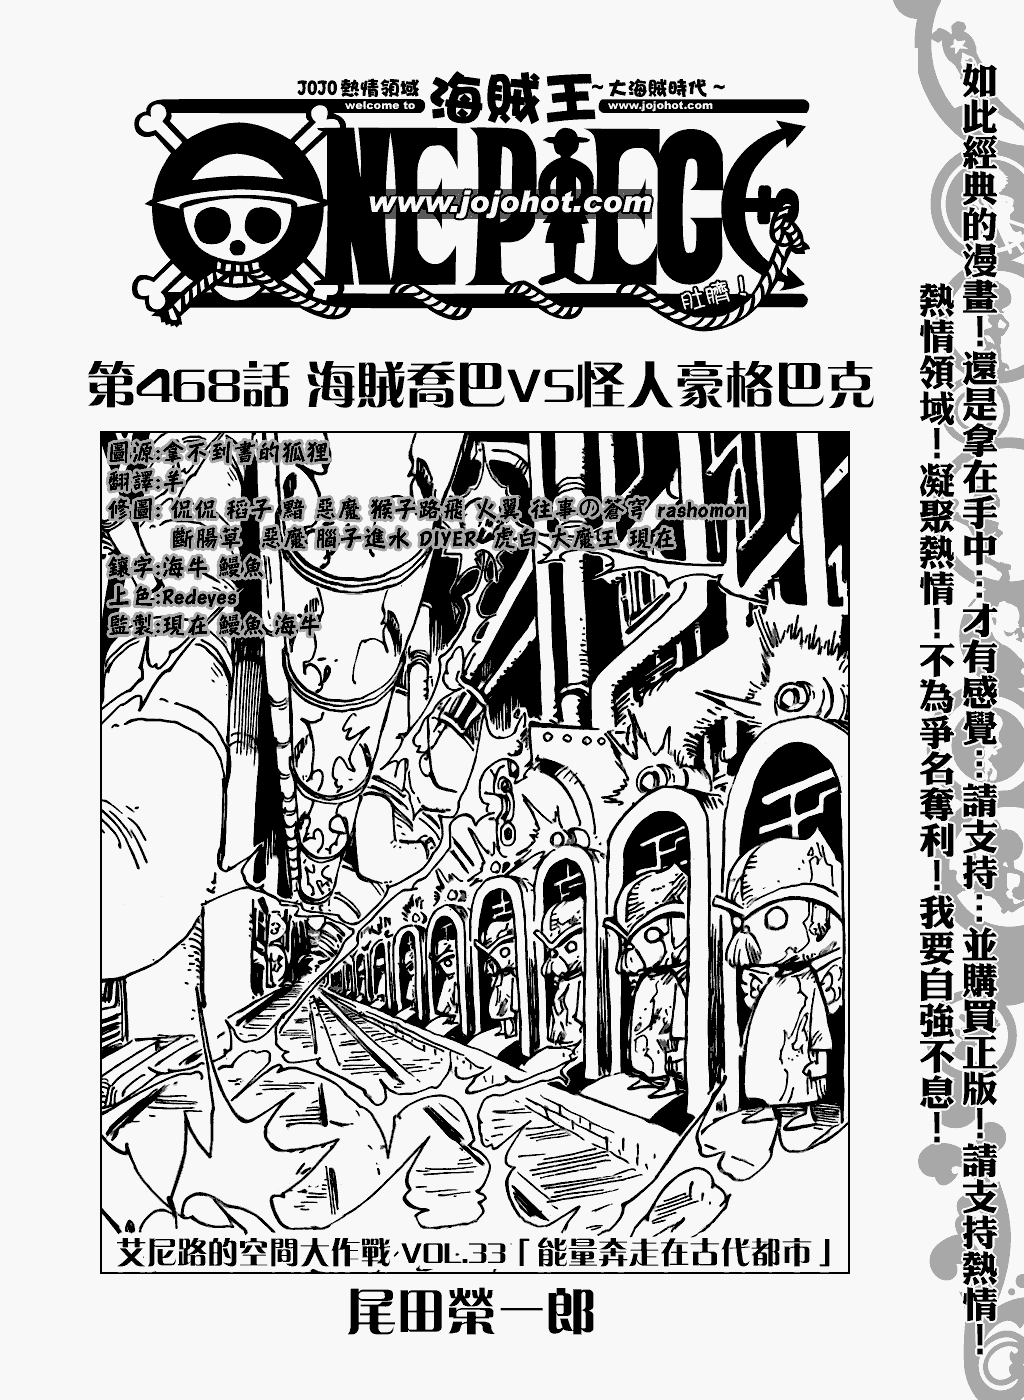 JOJO熱情領域 海賊王 ~大海賊時代~
welcome to www.jojohot.com
ONE PIECE
www.jojohot.com
肚臍！
第468話 海賊喬巴VS怪人豪格巴克
圖源:拿不到書的狐狸
翻譯:羊
修圖: 侃侃 稻子 黯 惡魔 猴子路飛 火翼 往事の蒼穹 rashomon
斷腸草 惡魔 腦子進水 DIYER 虎白 大魔王 現在
鑲字:海牛 鰻魚
上色:Redeyes
監製:現在 鰻魚 海牛
艾尼路的空間大作戰 VOL.33「能量奔走在古代都市」
尾田榮一郎
如此經典的漫畫！還是拿在手中…才有感覺…請支持…並購買正版！請支持熱情！
熱情領域！凝聚熱情！不為爭名奪利！我要自強不息！